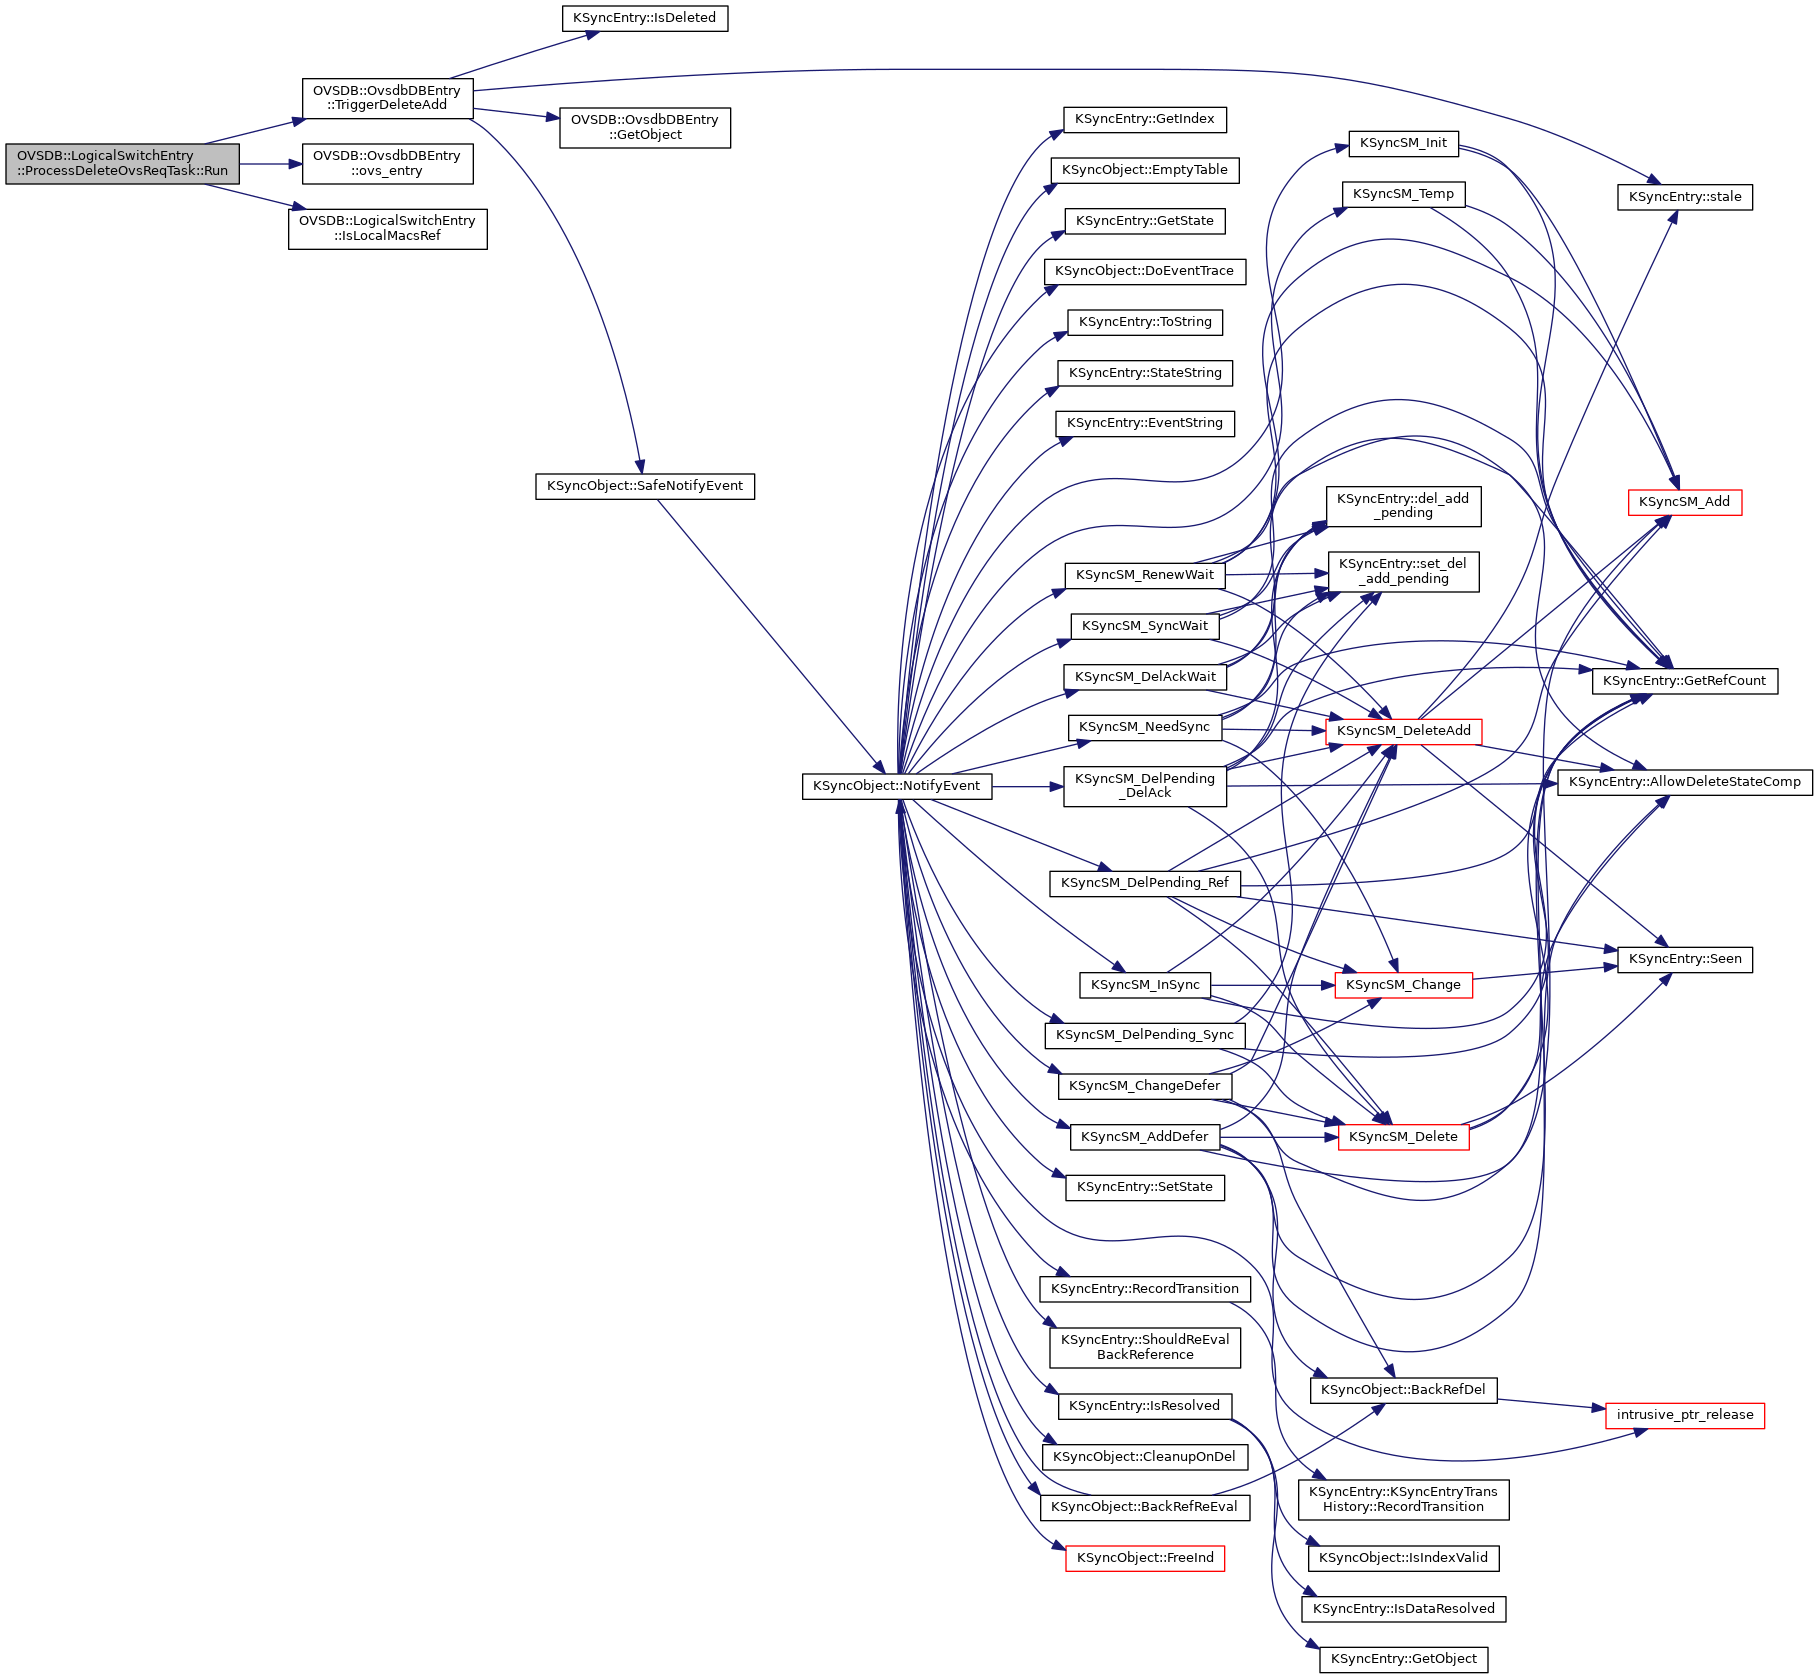 KSyncEntry::IsDeleted
OVSDB::OvsdbDBEntry
::TriggerDeleteAdd
OVSDB::OvsdbDBEntry
::GetObject
OVSDB::LogicalSwitchEntry
::ProcessDeleteOvsReqTask::Run
OVSDB::OvsdbDBEntry
::ovs_entry
OVSDB::LogicalSwitchEntry
::IsLocalMacsRef
KSyncObject::SafeNotifyEvent
KSyncObject::NotifyEvent
KSyncEntry::GetIndex
KSyncObject::EmptyTable
KSyncEntry::GetState
KSyncObject::DoEventTrace
KSyncEntry::ToString
KSyncEntry::StateString
KSyncEntry::EventString
KSyncSM_RenewWait
KSyncSM_SyncWait
KSyncSM_DelAckWait
KSyncSM_NeedSync
KSyncSM_DelPending
_DelAck
KSyncSM_DelPending_Ref
KSyncSM_InSync
KSyncSM_DelPending_Sync
KSyncSM_ChangeDefer
KSyncSM_AddDefer
KSyncEntry::SetState
KSyncEntry::RecordTransition
KSyncEntry::ShouldReEval
BackReference
KSyncEntry::IsResolved
KSyncObject::CleanupOnDel
KSyncObject::BackRefReEval
KSyncObject::FreeInd
KSyncSM_Init
KSyncSM_Temp
KSyncEntry::del_add
_pending
KSyncEntry::set_del
_add_pending
KSyncSM_DeleteAdd
KSyncSM_Change
KSyncSM_Delete
KSyncObject::BackRefDel
KSyncEntry::KSyncEntryTrans
History::RecordTransition
KSyncObject::IsIndexValid
KSyncEntry::IsDataResolved
KSyncEntry::GetObject
KSyncEntry::stale
KSyncSM_Add
KSyncEntry::GetRefCount
KSyncEntry::AllowDeleteStateComp
KSyncEntry::Seen
intrusive_ptr_release